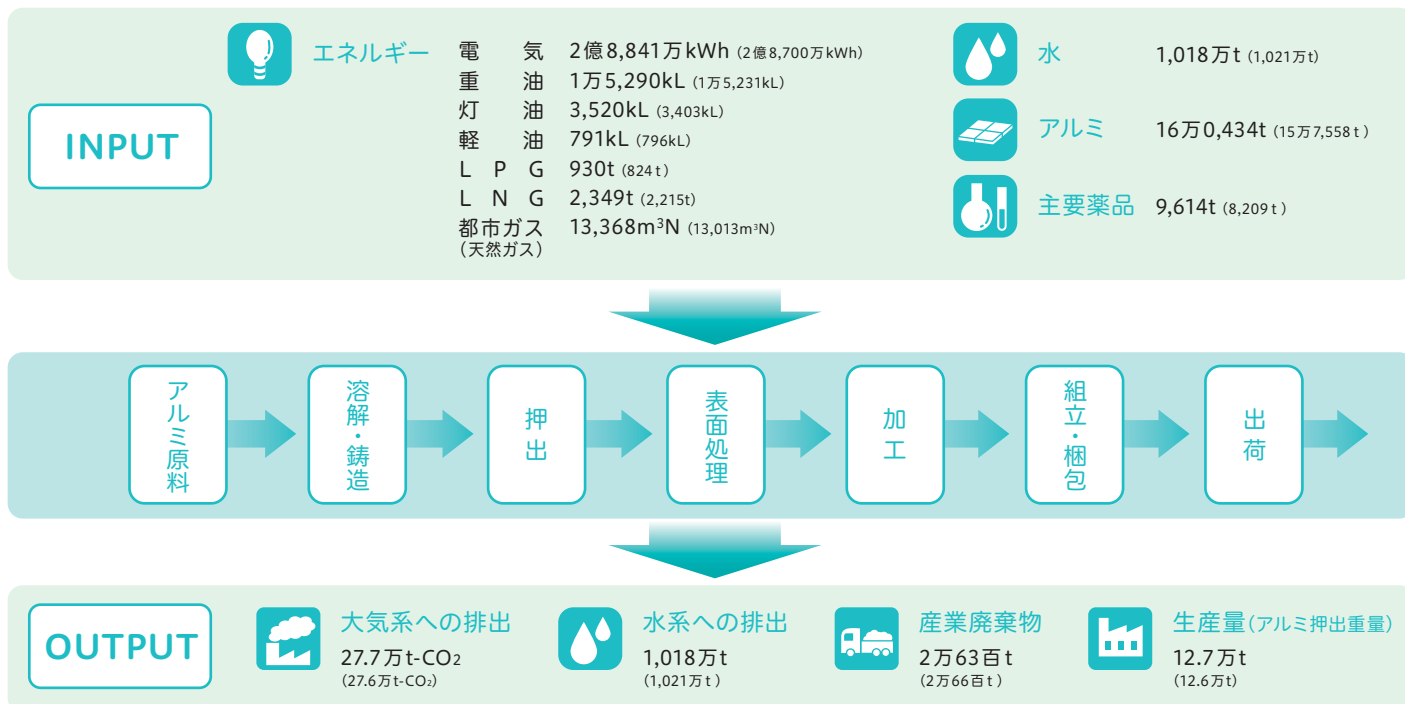 INPUT
エネルギー
電気 2億8,841万kWh (2億8,700万kWh)
重油 1万5,290kL (1万5,231kL)
灯油 3,520kL (3,403kL)
軽油 791kL (796kL)
LPG 930t (824t)
LNG 2,349t (2,215t)
都市ガス 13,368m³N (13,013m³N)
(天然ガス)
水 1,018万t (1,021万t)
アルミ 16万0,434t (15万7,558t)
主要薬品 9,614t (8,209t)
アルミ原料
溶解・鋳造
押出
表面処理
加工
組立・梱包
出荷
OUTPUT
大気系への排出
27.7万t-CO₂
(27.6万t-CO₂)
水系への排出
1,018万t
(1,021万t)
産業廃棄物
2万63百t
(2万66百t)
生産量(アルミ押出重量)
12.7万t
(12.6万t)